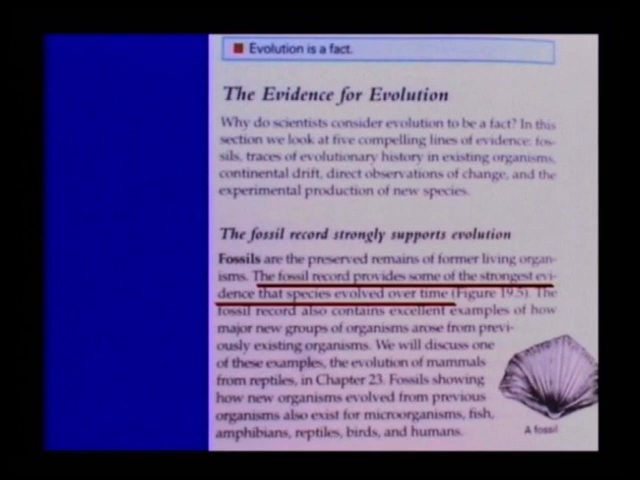 Evolution is a fact.
The Evidence for Evolution
Why do scientists consider evolution to be a fact? In this
section we look at five compelling lines of evidence: fos-
sils, traces of evolutionary history in existing organisms,
continental drift, direct observations of change, and the
experimental production of new species.
The fossil record strongly supports evolution
Fossils are the preserved remains of former living organ-
isms. The fossil record provides some of the strongest evi-
dence that species evolved over time (Figure 19.5). The
fossil record also contains excellent examples of how
major new groups of organisms arose from previ-
ously existing organisms. We will discuss one
of these examples, the evolution of mammals
from reptiles, in Chapter 23. Fossils showing
how new organisms evolved from previous
organisms also exist for microorganisms, fish,
amphibians, reptiles, birds, and humans.
A fossil